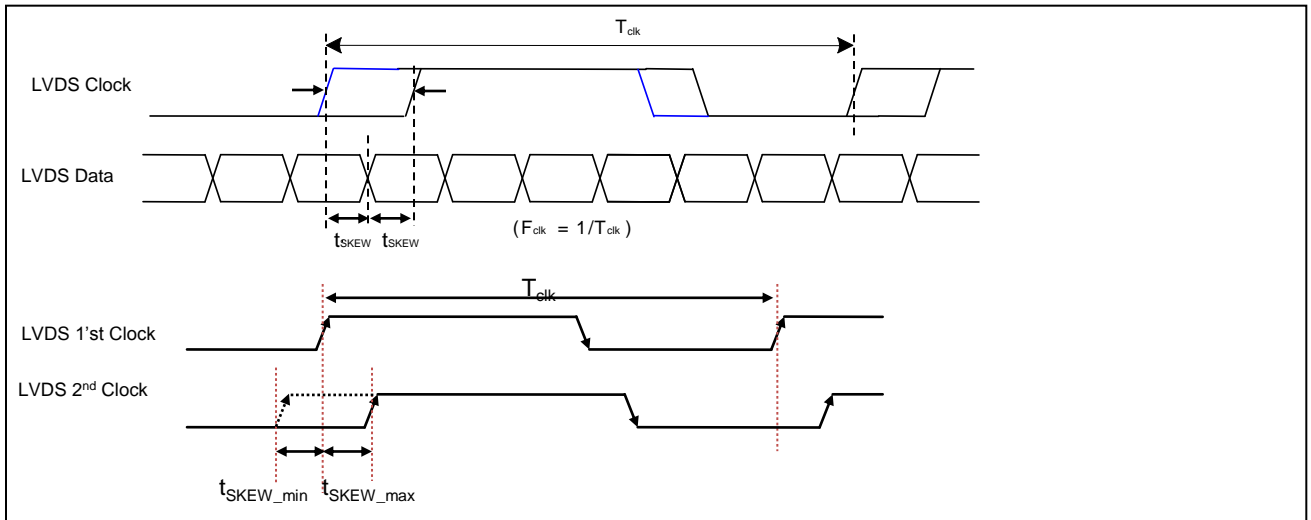 Tclk
LVDS Clock
LVDS Data
tSKEW tSKEW
(Fclk = 1/Tclk)
Tclk
LVDS 1'st Clock
LVDS 2nd Clock
tSKEW_min tSKEW_max